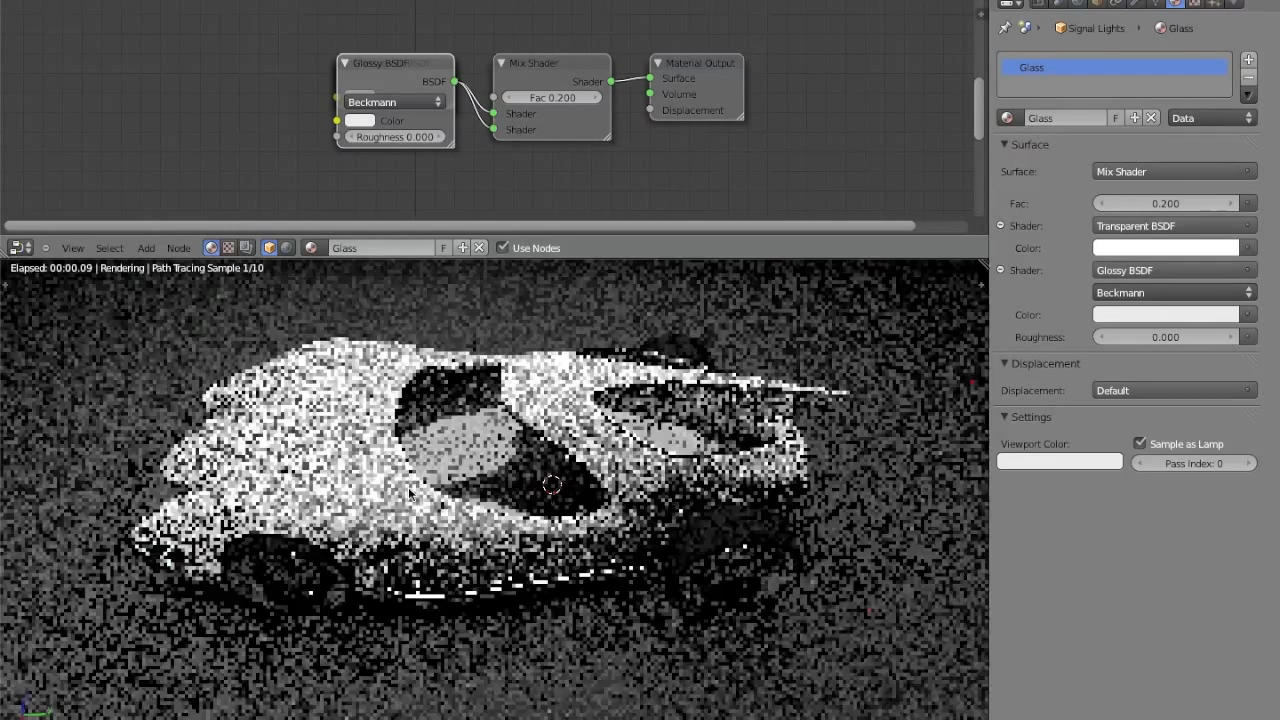 Signal Lights
Glass
Glass
Glass
F
Data
Surface
Surface:
Mix Shader
Fac:
0.200
Shader:
Transparent BSDF
Color:
Shader:
Glossy BSDF
Beckmann
Color:
Roughness:
0.000
Displacement
Displacement:
Default
Settings
Viewport Color:
Sample as Lamp
Pass Index: 0
Glossy BSDF
BSDF
Beckmann
Color
Roughness 0.000
Mix Shader
Shader
Fac 0.200
Shader
Shader
Material Output
Surface
Volume
Displacement
View Select Add Node
Glass
F
Use Nodes
Elapsed: 00:00.09 | Rendering | Path Tracing Sample 1/10